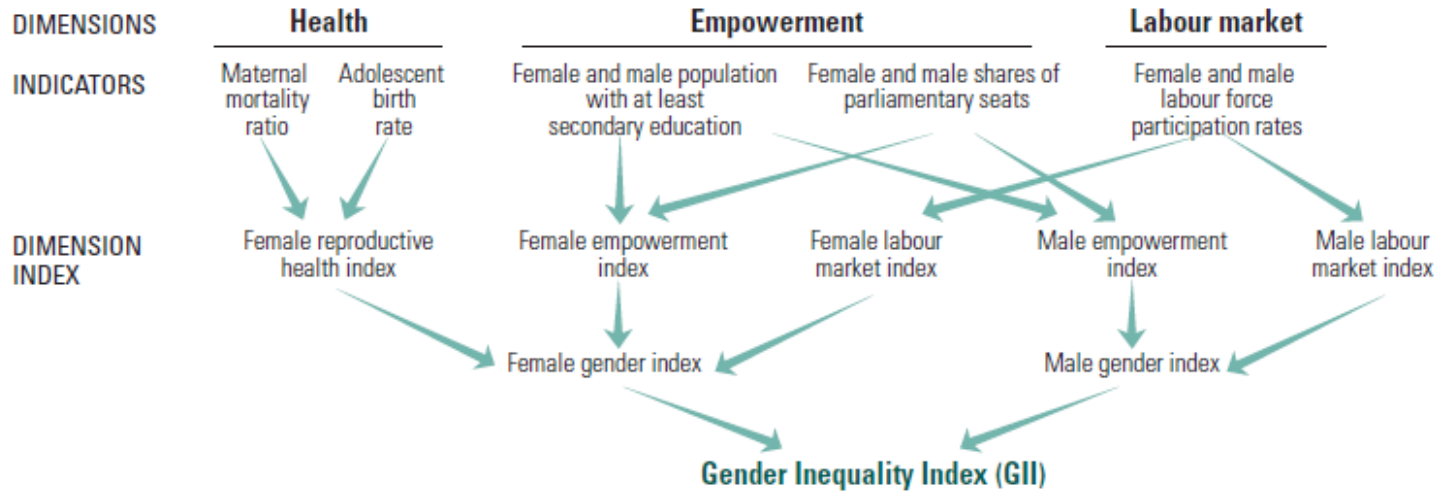 DIMENSIONS Health Empowerment Labour market
INDICATORS
Maternal
mortality
ratio
Adolescent
birth
rate
Female and male population
with at least
secondary education
Female and male shares of
parliamentary seats
Female and male
labour force
participation rates
DIMENSION
INDEX
Female reproductive
health index
Female empowerment
index
Female labour
market index
Male empowerment
index
Male labour
market index
Female gender index
Male gender index
Gender Inequality Index (GII)